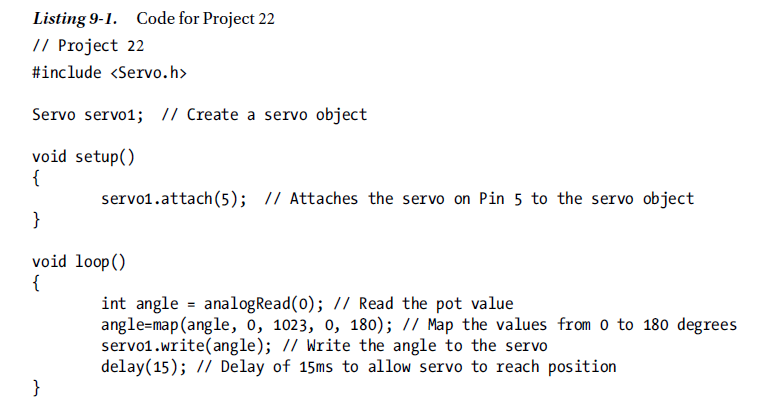 Listing 9-1. Code for Project 22
// Project 22
#include <Servo.h>
Servo servo1;  // Create a servo object
void setup()
{
        servo1.attach(5);  // Attaches the servo on Pin 5 to the servo object
}
void loop()
{
        int angle = analogRead(0); // Read the pot value
        angle=map(angle, 0, 1023, 0, 180); // Map the values from 0 to 180 degrees
        servo1.write(angle); // Write the angle to the servo
        delay(15); // Delay of 15ms to allow servo to reach position
}